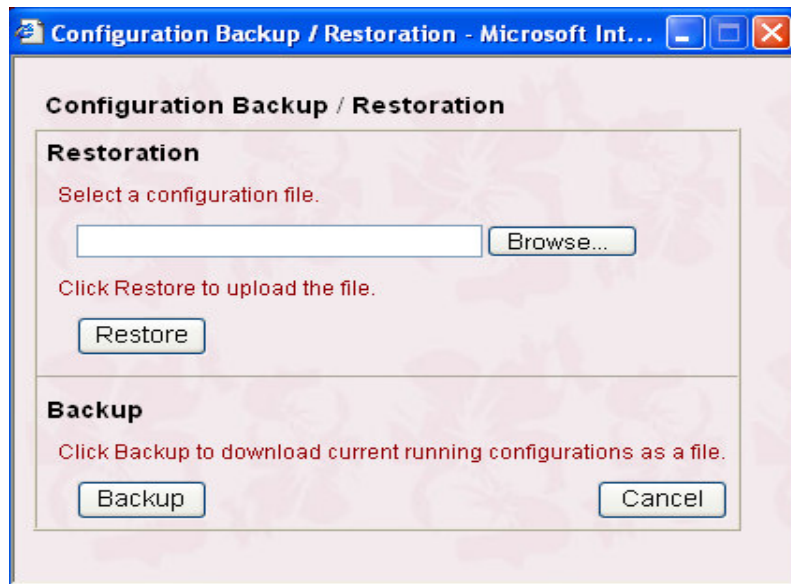 Configuration Backup / Restoration - Microsoft Int...
Configuration Backup / Restoration
Restoration
Select a configuration file.
Browse...
Click Restore to upload the file.
Restore
Backup
Click Backup to download current running configurations as a file.
Backup
Cancel